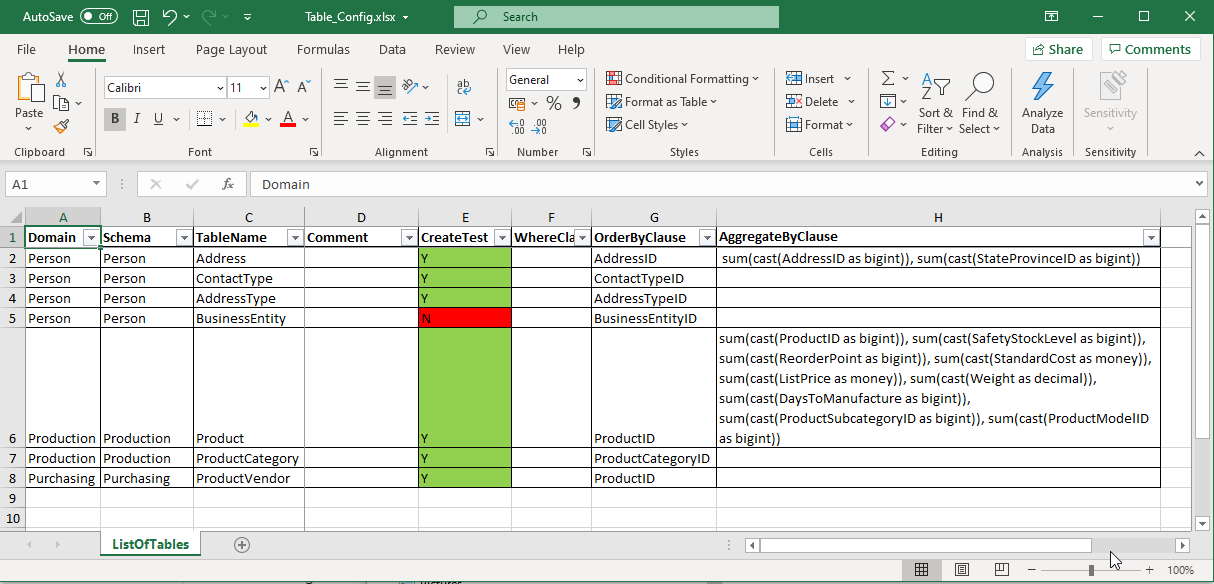 AutoSave Off Table_Config.xlsx Search
File Home Insert Page Layout Formulas Data Review View Help Share Comments
Paste
Calibri 11
B I U
A A
ab
General
% 9
Conditional Formatting
Format as Table
Cell Styles
Insert
Delete
Format
Sort & Filter
Find & Select
Analyze Data
Sensitivity
Clipboard Font Alignment Number Styles Cells Editing Analysis Sensitivity
A1 fx Domain
A B C D E F G H
1 Domain Schema TableName Comment CreateTest WhereCla OrderByClause AggregateByClause
2 Person Person Address Y AddressID sum(cast(AddressID as bigint)), sum(cast(StateProvinceID as bigint))
3 Person Person ContactType Y ContactTypeID
4 Person Person AddressType Y AddressTypeID
5 Person Person BusinessEntity N BusinessEntityID
sum(cast(ProductID as bigint)), sum(cast(SafetyStockLevel as bigint)),
sum(cast(ReorderPoint as bigint)), sum(cast(StandardCost as money)),
sum(cast(ListPrice as money)), sum(cast(Weight as decimal)),
sum(cast(DaysToManufacture as bigint)),
sum(cast(ProductSubcategoryID as bigint)), sum(cast(ProductModelID
6 Production Production Product Y ProductID as bigint))
7 Production Production ProductCategory Y ProductCategoryID
8 Purchasing Purchasing ProductVendor Y ProductID
9
10
ListOfTables
100%